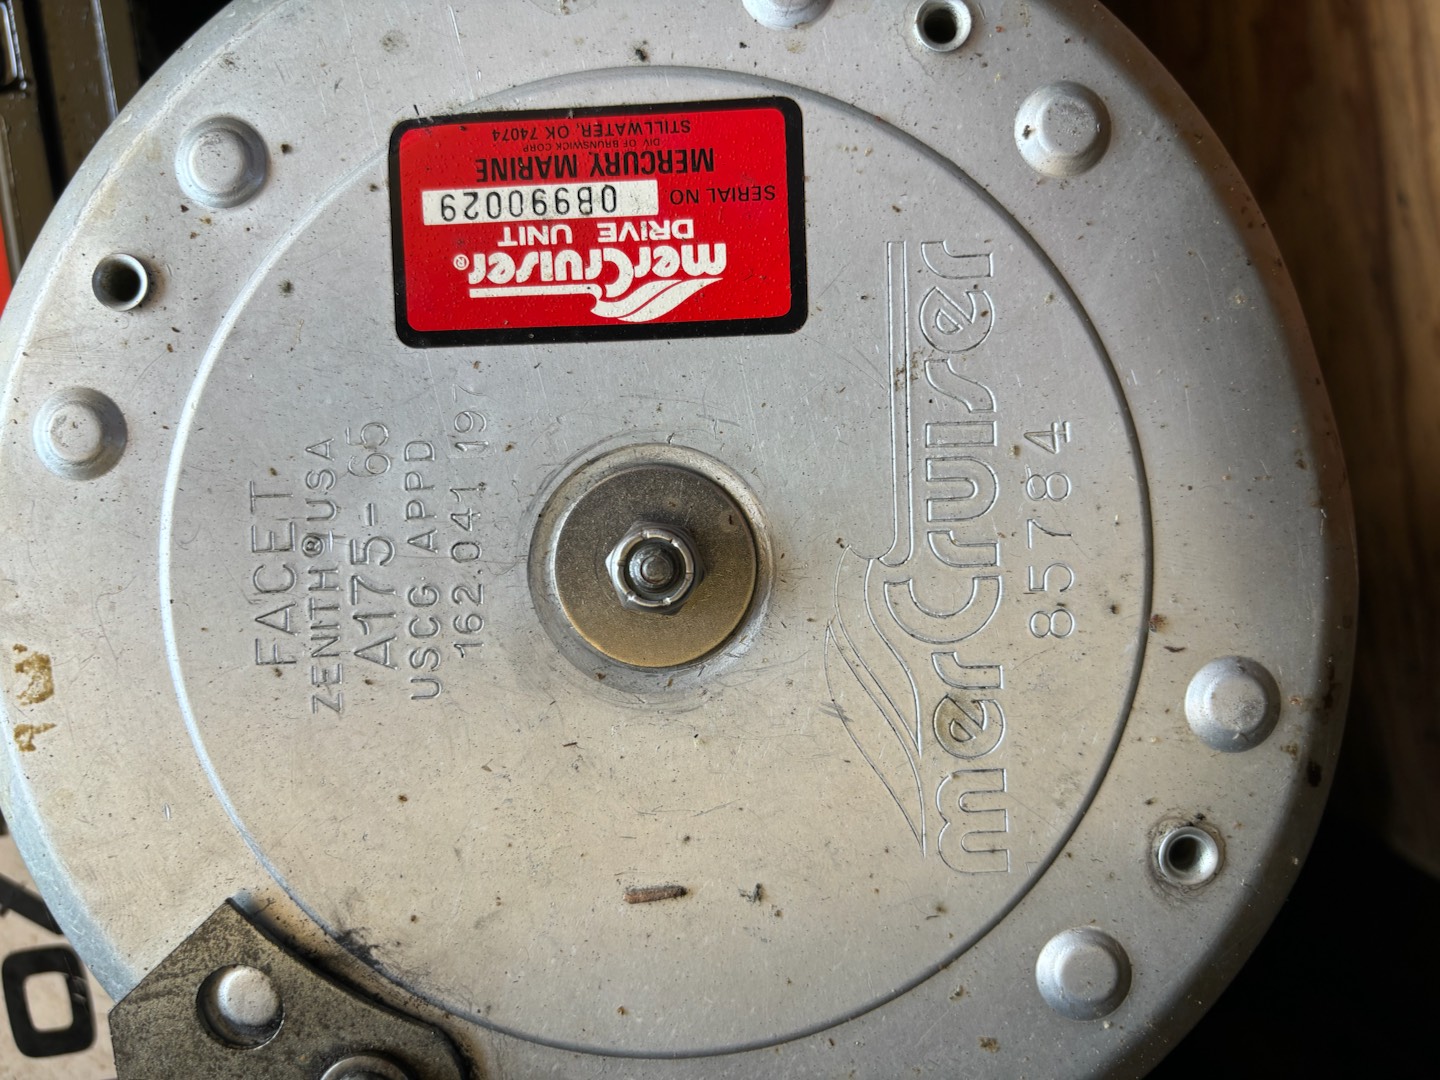 merCruiser®
DRIVE UNIT
SERIAL NO 0B990029
MERCURY MARINE
DIV OF BRUNSWICK CORP
STILLWATER, OK 74074
FACET
ZENITH® USA
A175-65
USCG APPD
162.041 197
merCruiser
85784